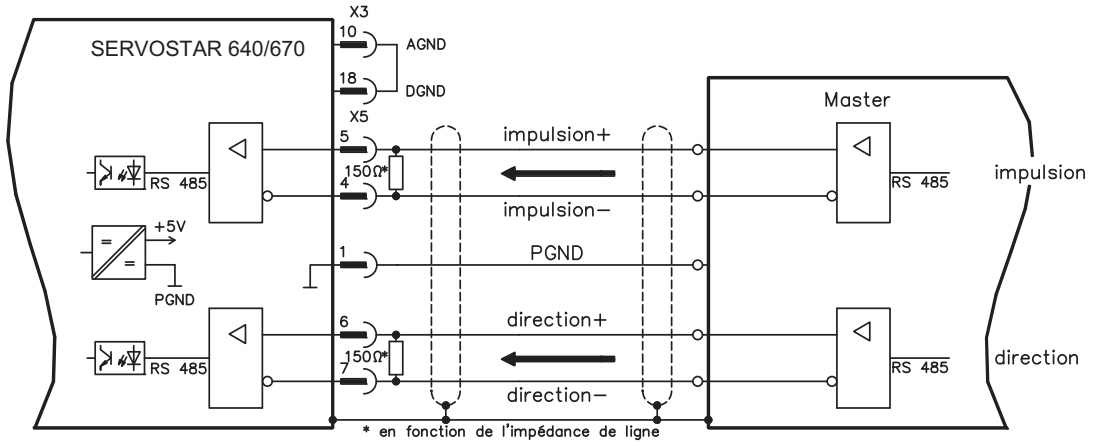 X3
SERVOSTAR 640/670
10
AGND
18
DGND
X5
Master
5
impulsion+
150Ω*
RS 485
RS 485
impulsion
4
impulsion-
+5V
=
=
1
PGND
PGND
6
direction+
150Ω*
RS 485
RS 485
direction
7
direction-
* en fonction de l'impédance de ligne